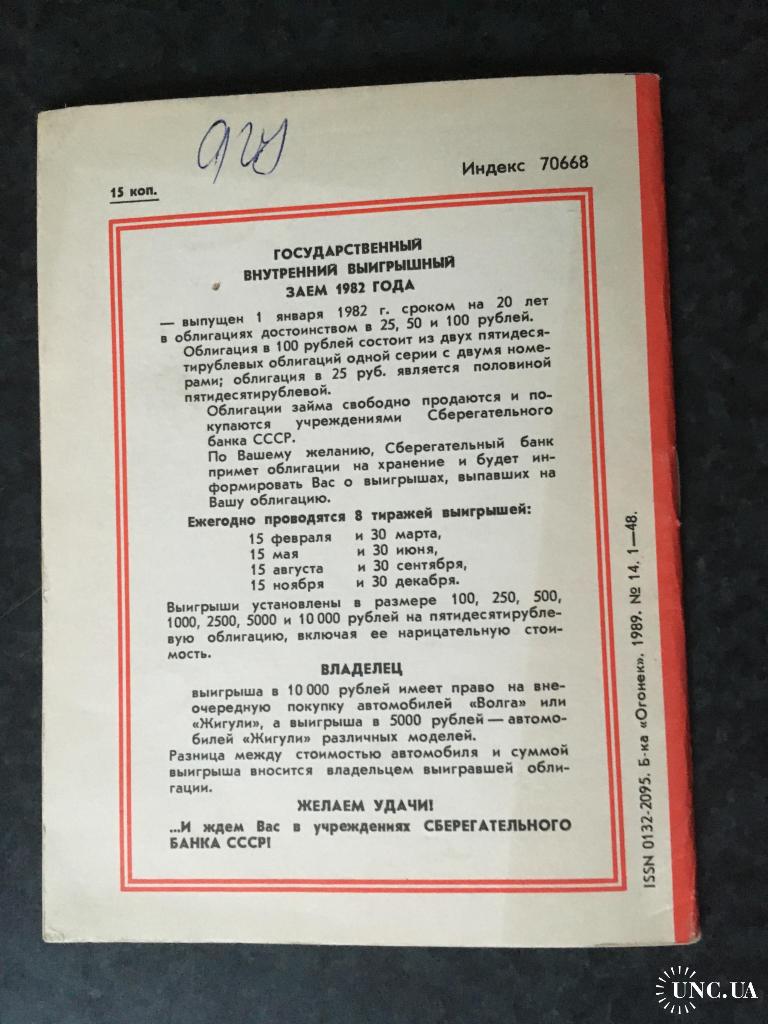 15 коп.
Индекс 70668
ГОСУДАРСТВЕННЫЙ
ВНУТРЕННИЙ ВЫИГРЫШНЫЙ
ЗАЕМ 1982 ГОДА
— выпущен 1 января 1982 г. сроком на 20 лет
в облигациях достоинством в 25, 50 и 100 рублей.
Облигация в 100 рублей состоит из двух пятидеся-
тирублевых облигаций одной серии с двумя номе-
рами; облигация в 25 руб. является половиной
пятидесятирублевой.
Облигации займа свободно продаются и по-
купаются учреждениями Сберегательного
банка СССР.
По Вашему желанию, Сберегательный банк
примет облигации на хранение и будет ин-
формировать Вас о выигрышах, выпавших на
Вашу облигацию.
Ежегодно проводятся 8 тиражей выигрышей:
15 февраля и 30 марта,
15 мая и 30 июня,
15 августа и 30 сентября,
15 ноября и 30 декабря.
Выигрыши установлены в размере 100, 250, 500,
1000, 2500, 5000 и 10 000 рублей на пятидесятирубле-
вую облигацию, включая ее нарицательную стои-
мость.
ВЛАДЕЛЕЦ
выигрыша в 10 000 рублей имеет право на вне-
очередную покупку автомобилей «Волга» или
«Жигули», а выигрыша в 5000 рублей — автомо-
билей «Жигули» различных моделей.
Разница между стоимостью автомобиля и суммой
выигрыша вносится владельцем выигравшей обли-
гации.
ЖЕЛАЕМ УДАЧИ!
...И ждем Вас в учреждениях СБЕРЕГАТЕЛЬНОГО
БАНКА СССР!
ISSN 0132-2095. Б-ка «Огонек». 1989. № 14. 1—48.
UNC.UA